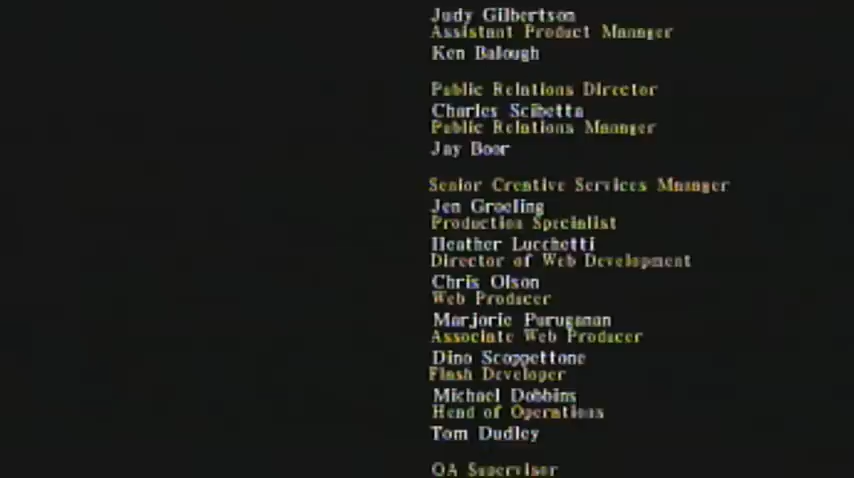 Judy Gilbertson
Assistant Product Manager
Ken Balough
Public Relations Director
Charles Scibetta
Public Relations Manager
Jay Boor
Senior Creative Services Manager
Jen Groeling
Production Specialist
Heather Lucchetti
Director of Web Development
Chris Olson
Web Producer
Marjorie Puruganan
Associate Web Producer
Dino Scoppettone
Flash Developer
Michael Dobbins
Head of Operations
Tom Dudley
QA Supervisor